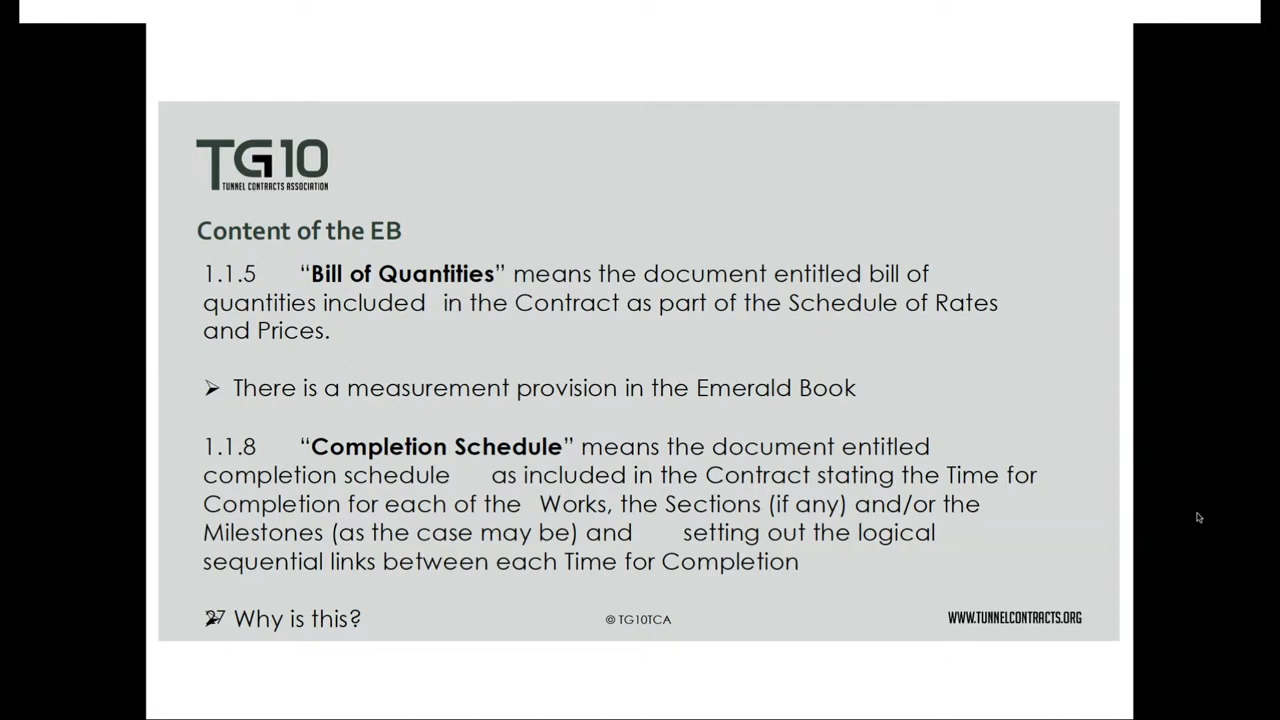 TG10
TUNNEL CONTRACTS ASSOCIATION
Content of the EB
1.1.5 “Bill of Quantities” means the document entitled bill of
quantities included in the Contract as part of the Schedule of Rates
and Prices.
➢ There is a measurement provision in the Emerald Book
1.1.8 “Completion Schedule” means the document entitled
completion schedule as included in the Contract stating the Time for
Completion for each of the Works, the Sections (if any) and/or the
Milestones (as the case may be) and setting out the logical
sequential links between each Time for Completion
➢ Why is this?
27
© TG10TCA
WWW.TUNNELCONTRACTS.ORG